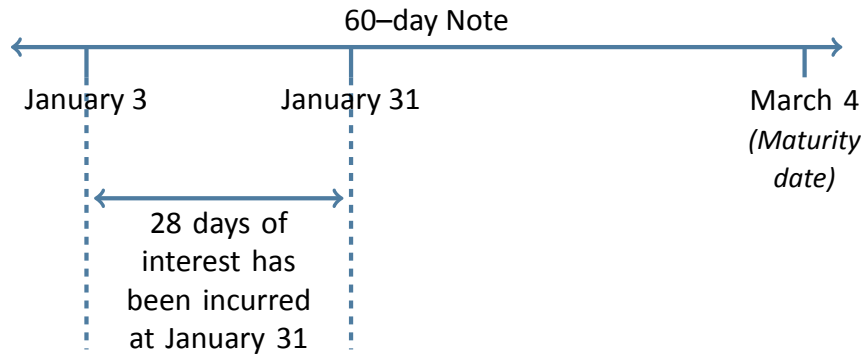 60–day Note
January 3
January 31
March 4
(Maturity
date)
28 days of
interest has
been incurred
at January 31